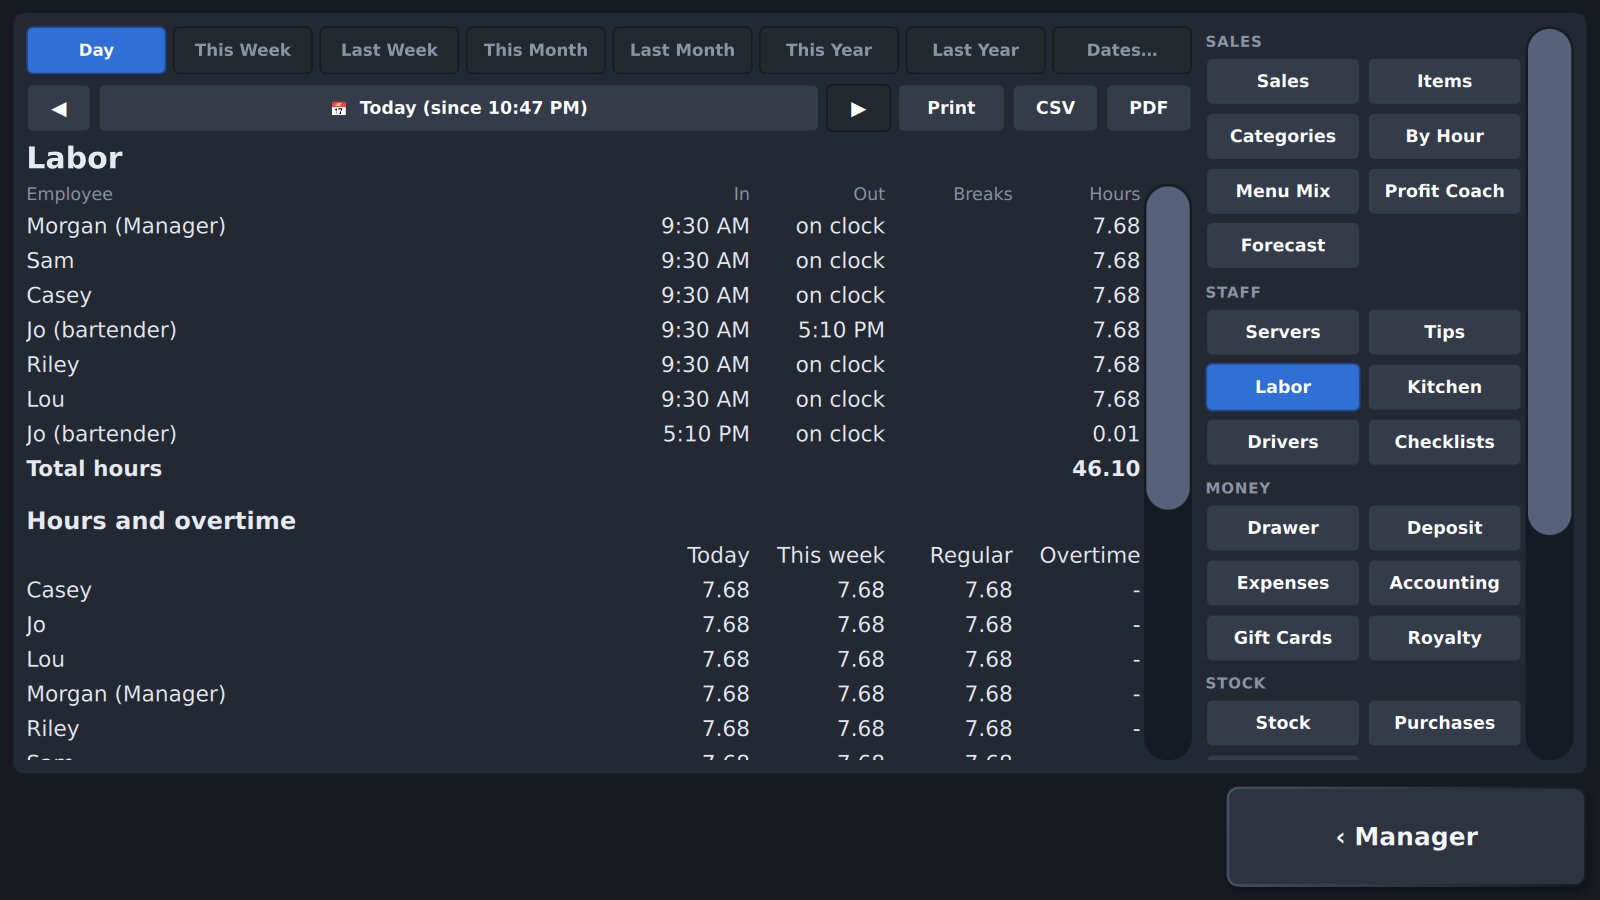 Day This Week Last Week This Month Last Month This Year Last Year Dates...
◀ 📅 Today (since 10:47 PM) ▶ Print CSV PDF
Labor
Employee In Out Breaks Hours
Morgan (Manager) 9:30 AM on clock 7.68
Sam 9:30 AM on clock 7.68
Casey 9:30 AM on clock 7.68
Jo (bartender) 9:30 AM 5:10 PM 7.68
Riley 9:30 AM on clock 7.68
Lou 9:30 AM on clock 7.68
Jo (bartender) 5:10 PM on clock 0.01
Total hours 46.10
Hours and overtime
Today This week Regular Overtime
Casey 7.68 7.68 7.68 -
Jo 7.68 7.68 7.68 -
Lou 7.68 7.68 7.68 -
Morgan (Manager) 7.68 7.68 7.68 -
Riley 7.68 7.68 7.68 -
SALES
Sales Items
Categories By Hour
Menu Mix Profit Coach
Forecast
STAFF
Servers Tips
Labor Kitchen
Drivers Checklists
MONEY
Drawer Deposit
Expenses Accounting
Gift Cards Royalty
STOCK
Stock Purchases
‹ Manager